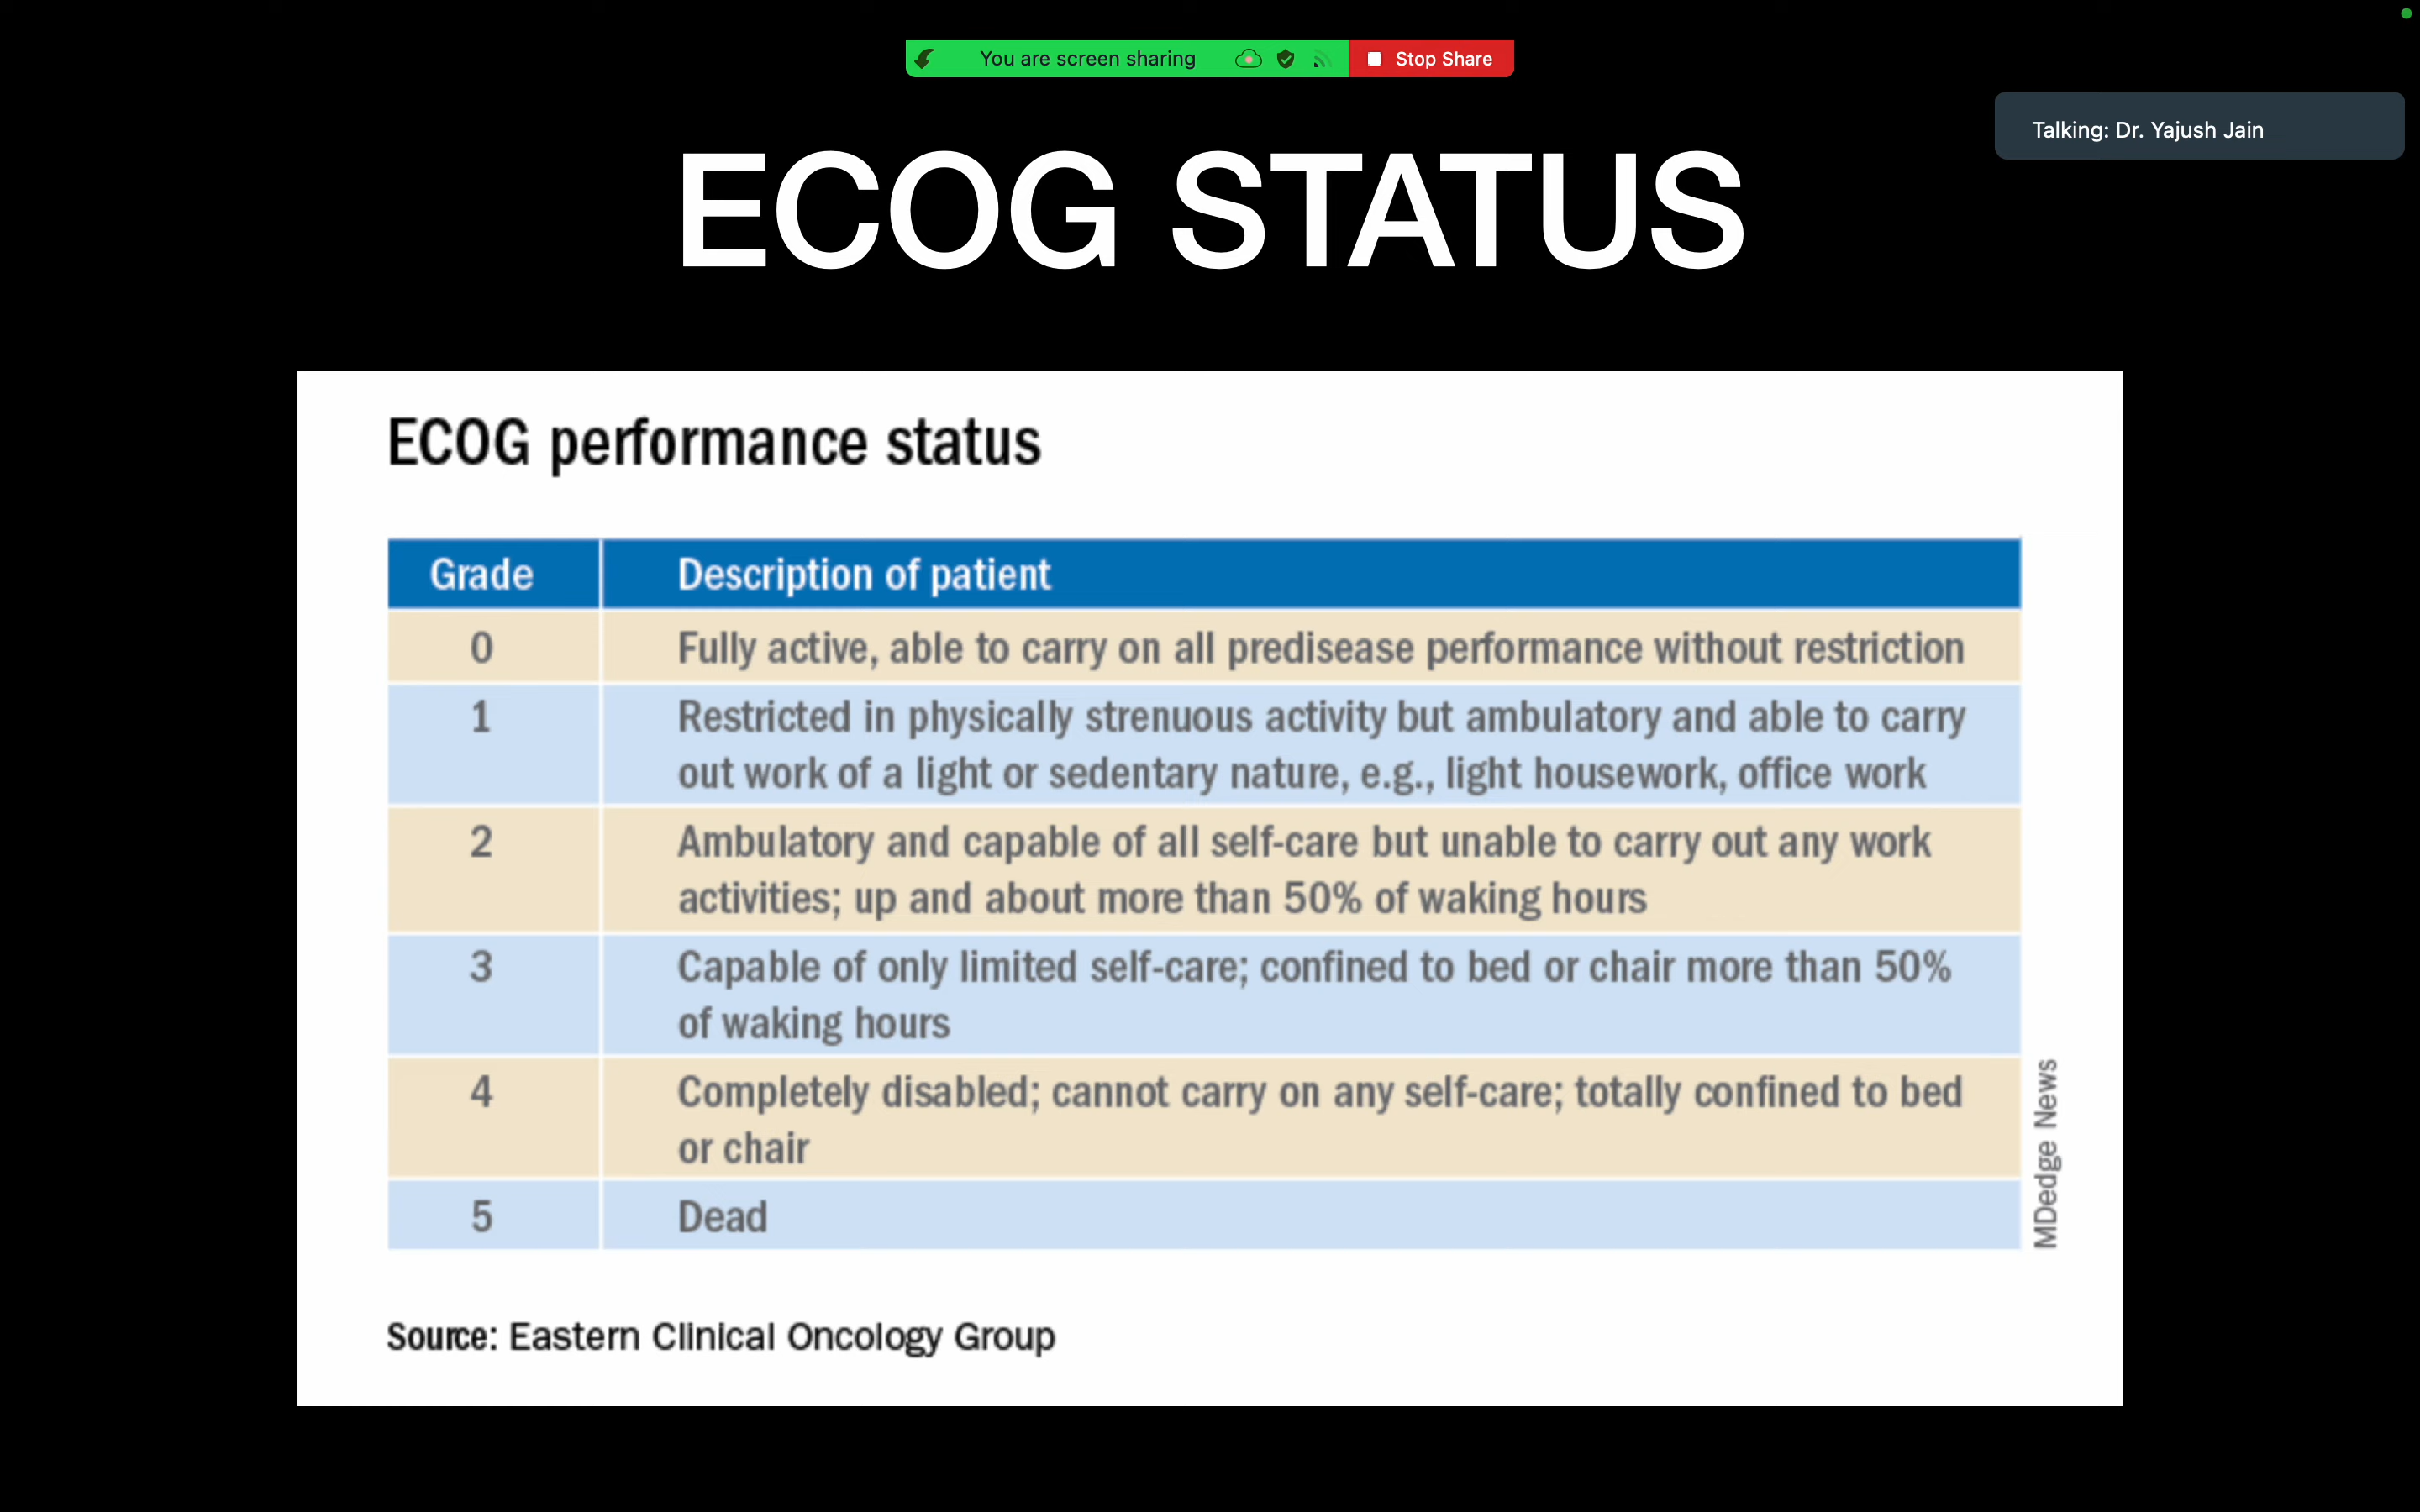 You are screen sharing
Stop Share
Talking: Dr. Yajush Jain
ECOG STATUS
ECOG performance status
Grade Description of patient
0 Fully active, able to carry on all predisease performance without restriction
1 Restricted in physically strenuous activity but ambulatory and able to carry
out work of a light or sedentary nature, e.g., light housework, office work
2 Ambulatory and capable of all self-care but unable to carry out any work
activities; up and about more than 50% of waking hours
3 Capable of only limited self-care; confined to bed or chair more than 50%
of waking hours
4 Completely disabled; cannot carry on any self-care; totally confined to bed
or chair
5 Dead
MDedge News
Source: Eastern Clinical Oncology Group